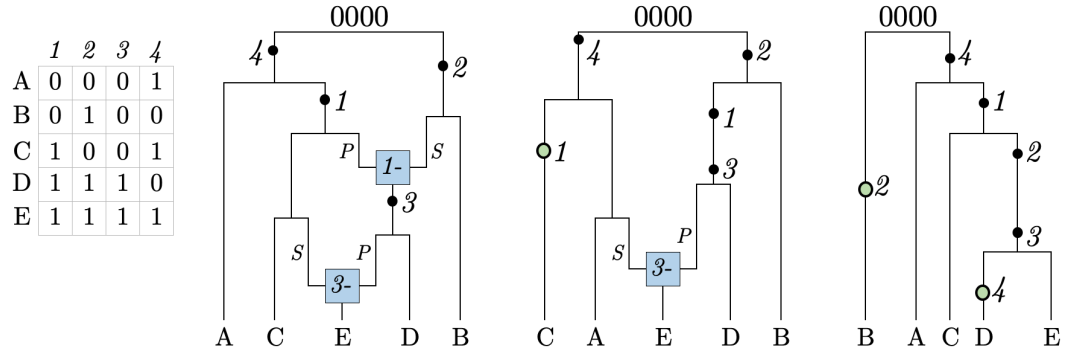 0000 0000 0000
1 2 3 4
A 0 0 0 1
B 0 1 0 0
C 1 0 0 1
D 1 1 1 0
E 1 1 1 1
4 2
1
P 1- S
3
S P
3-
A C E D B
4 2
1 1
3
S P
3-
C A E D B
4
1
2
2
3
4
B A C D E